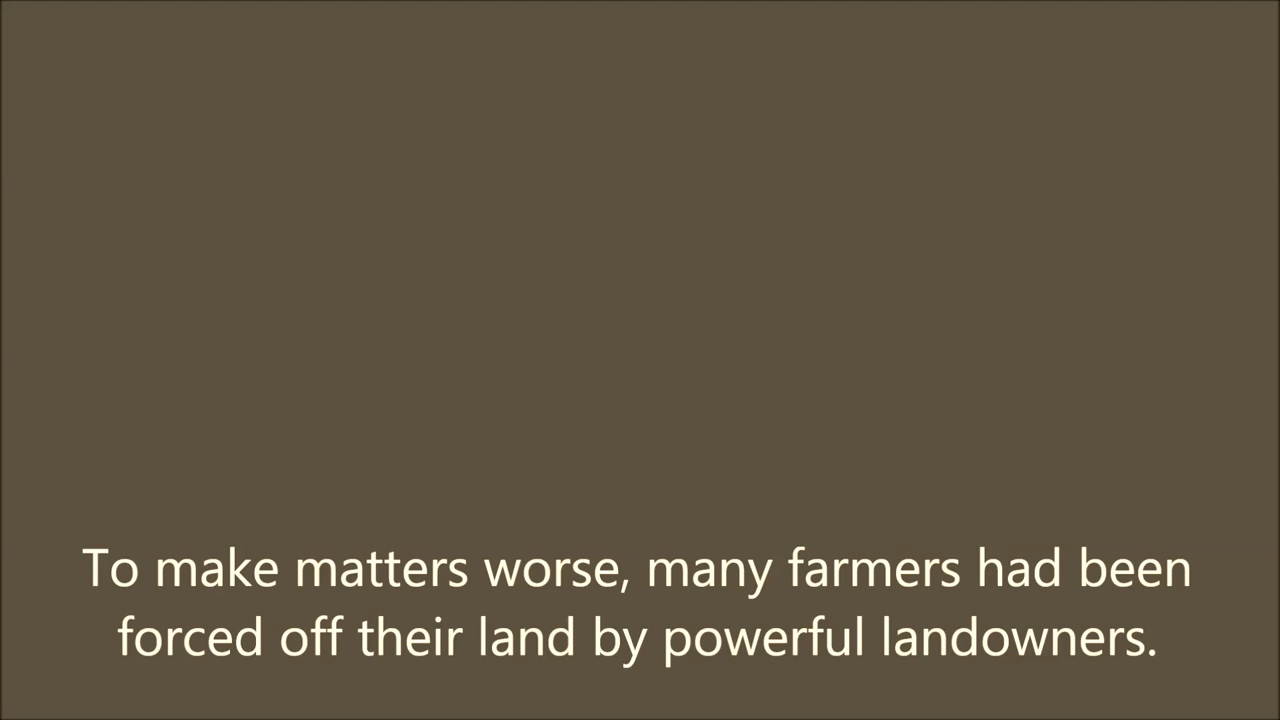 To make matters worse, many farmers had been
forced off their land by powerful landowners.